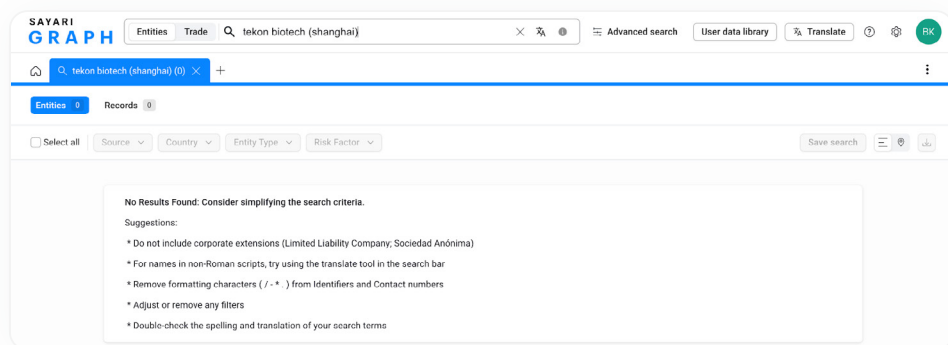 SAYARI
GRAPH
Entities Trade tekon biotech (shanghai)
Advanced search
User data library
Translate
BK
tekon biotech (shanghai) (0)
Entities 0 Records 0
Select all Source Country Entity Type Risk Factor Save search
No Results Found: Consider simplifying the search criteria.
Suggestions:
* Do not include corporate extensions (Limited Liability Company; Sociedad Anónima)
* For names in non-Roman scripts, try using the translate tool in the search bar
* Remove formatting characters ( / - * . ) from Identifiers and Contact numbers
* Adjust or remove any filters
* Double-check the spelling and translation of your search terms